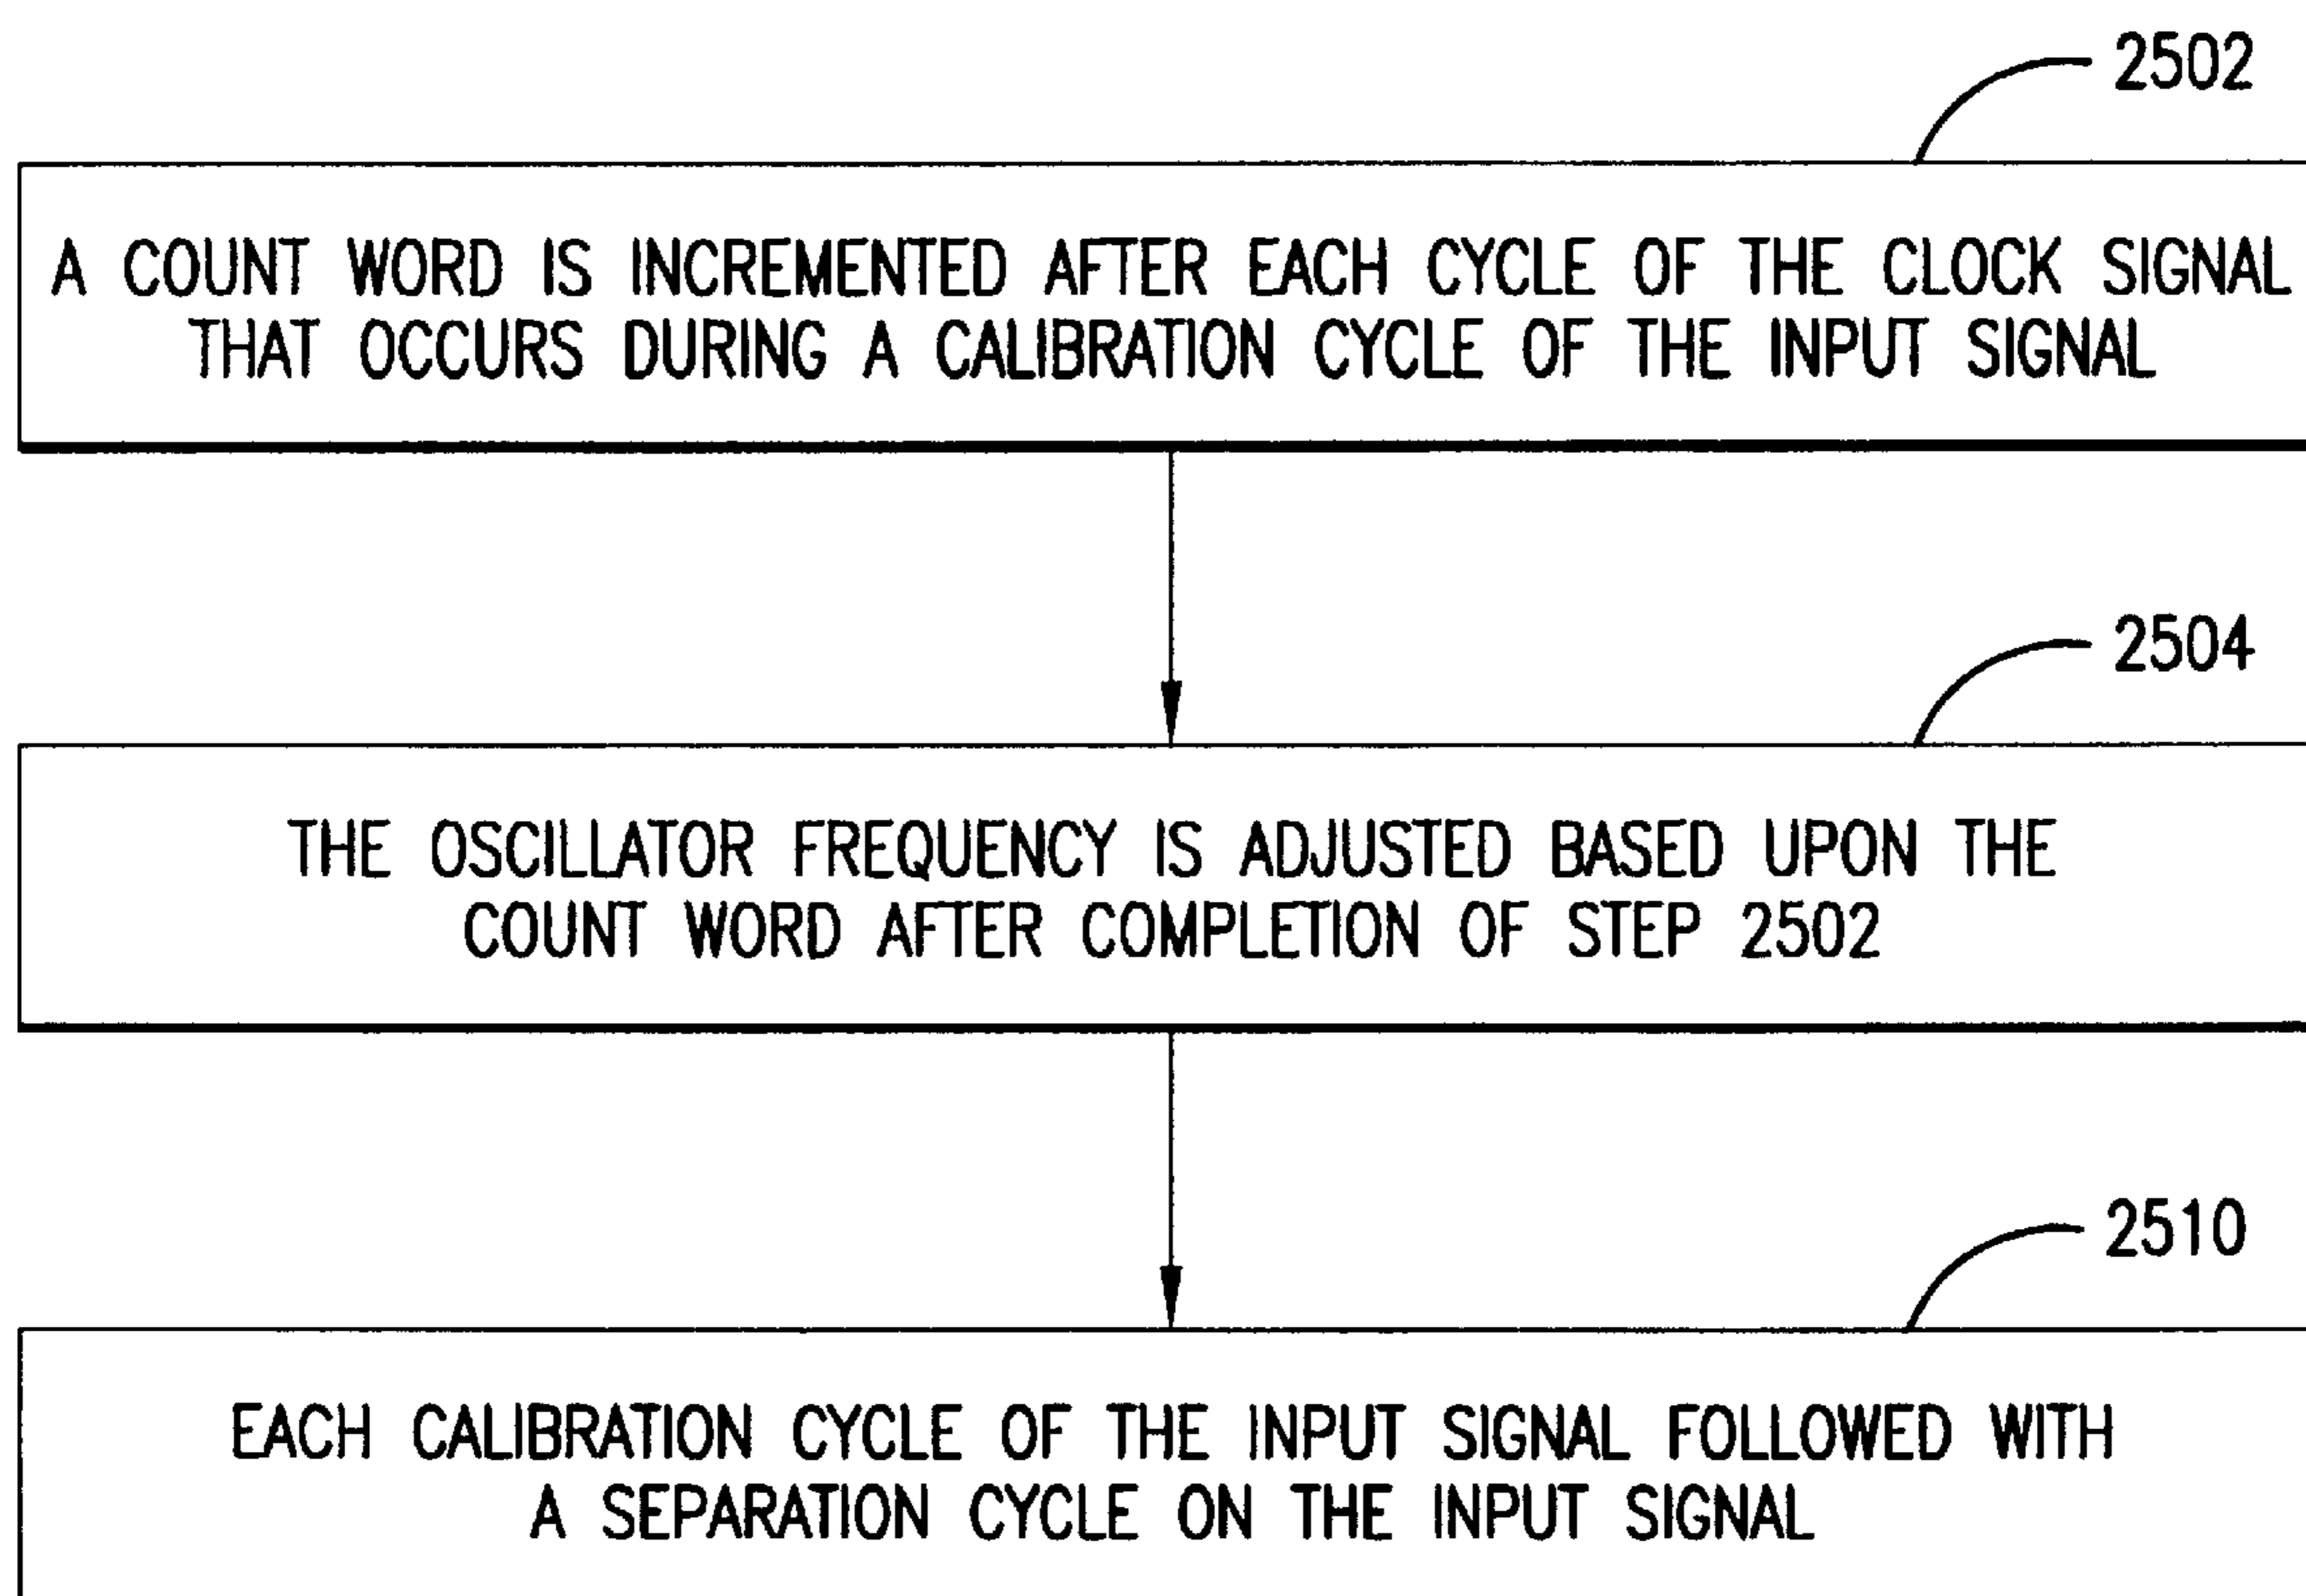 2502
A COUNT WORD IS INCREMENTED AFTER EACH CYCLE OF THE CLOCK SIGNAL
THAT OCCURS DURING A CALIBRATION CYCLE OF THE INPUT SIGNAL
2504
THE OSCILLATOR FREQUENCY IS ADJUSTED BASED UPON THE
COUNT WORD AFTER COMPLETION OF STEP 2502
2510
EACH CALIBRATION CYCLE OF THE INPUT SIGNAL FOLLOWED WITH
A SEPARATION CYCLE ON THE INPUT SIGNAL